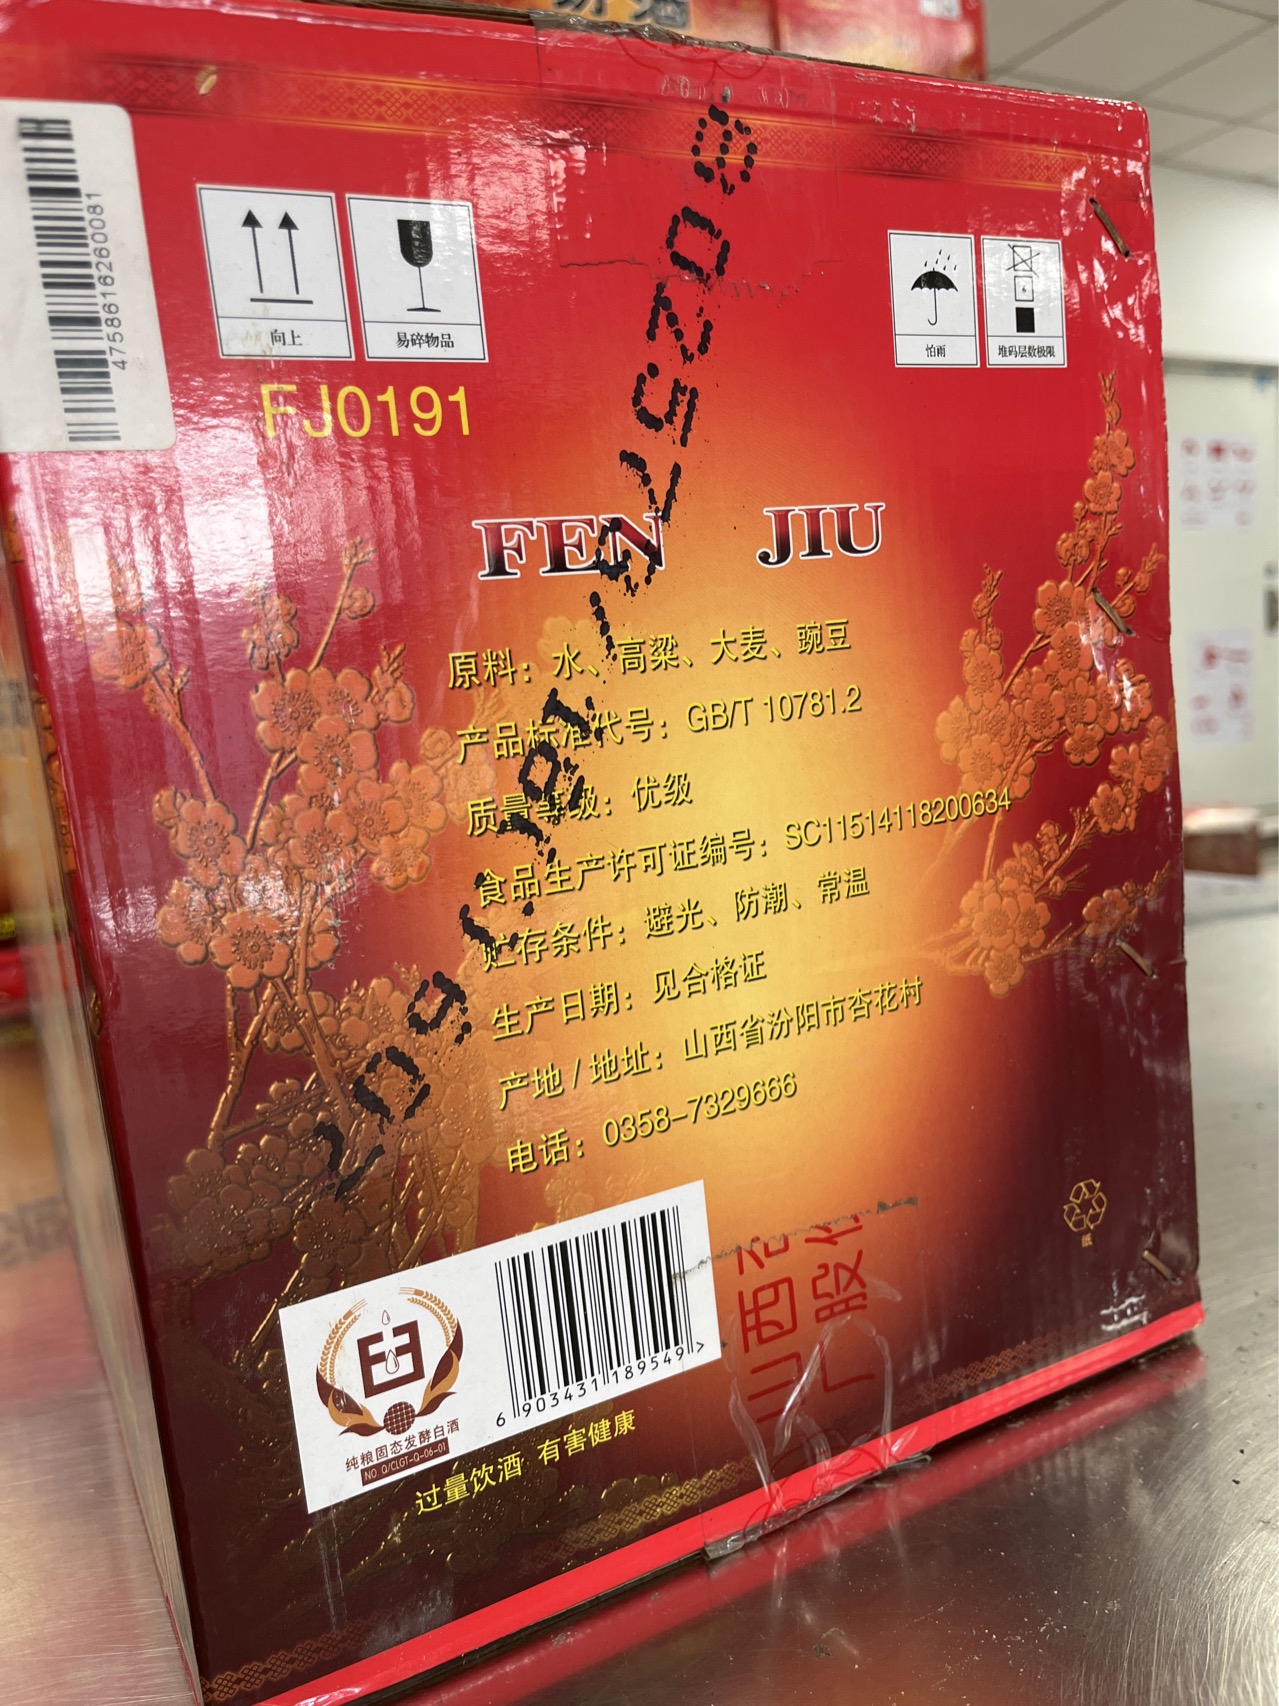 4758616260081
向上
易碎物品
怕雨
堆码层数极限
FJ0191
FEN JIU
原料：水、高粱、大麦、豌豆
产品标准代号：GB/T 10781.2
质量等级：优级
食品生产许可证编号：SC11514118200634
贮存条件：避光、防潮、常温
生产日期：见合格证
产地/地址：山西省汾阳市杏花村
电话：0358-7329666
纯粮固态发酵白酒
NO Q/CLGT-Q-06-01
6 903431 189549 >
过量饮酒 有害健康
纸